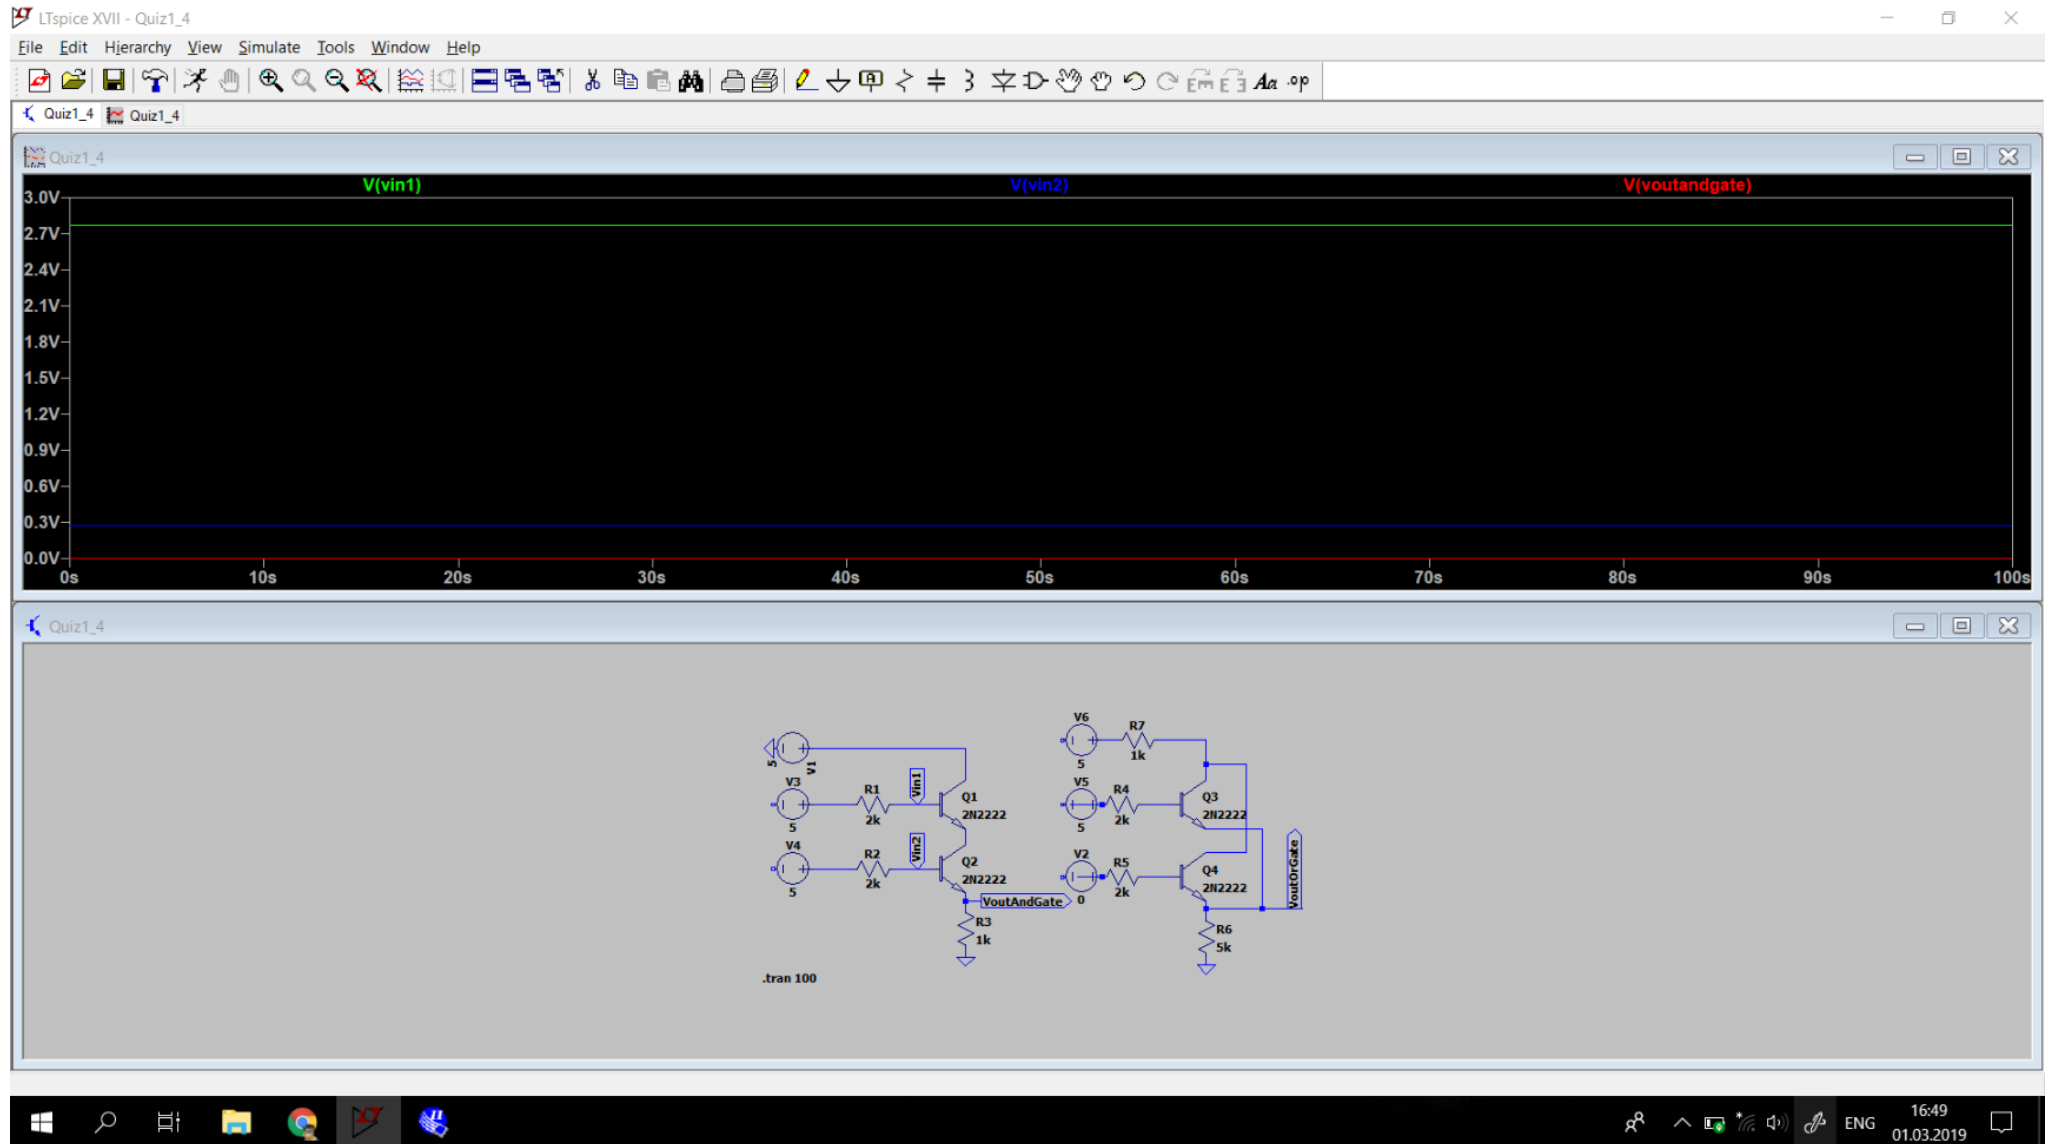 LTspice XVII - Quiz1_4
File Edit Hierarchy View Simulate Tools Window Help
Aa .op
Quiz1_4 Quiz1_4
Quiz1_4
V(vin1) V(vin2) V(voutandgate)
3.0V
2.7V
2.4V
2.1V
1.8V
1.5V
1.2V
0.9V
0.6V
0.3V
0.0V
0s 10s 20s 30s 40s 50s 60s 70s 80s 90s 100s
Quiz1_4
V1
5
V3
5
R1
2k
Vin1
Q1
2N2222
V4
5
R2
2k
Vin2
Q2
2N2222
VoutAndGate
R3
1k
.tran 100
V6
5
R7
1k
V5
5
R4
2k
Q3
2N2222
V2
0
R5
2k
Q4
2N2222
VoutOrGate
R6
5k
ENG
16:49
01.03.2019